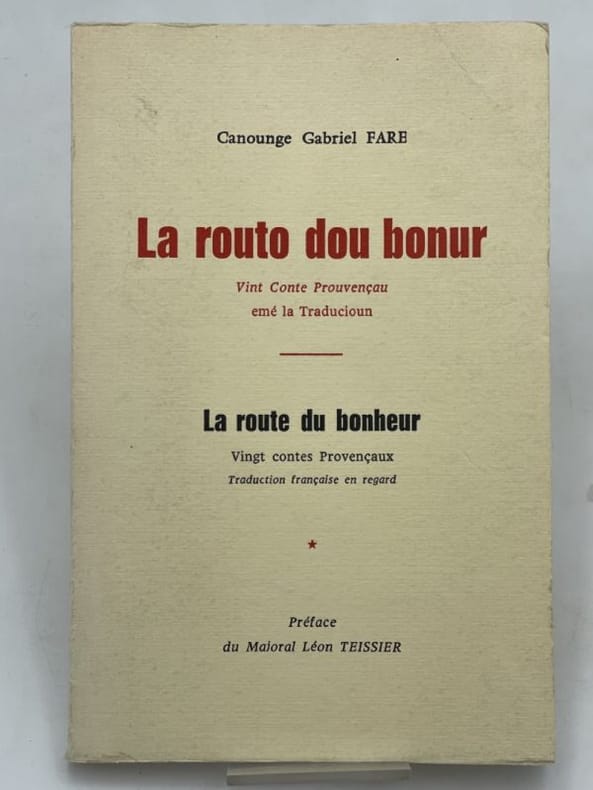 Canounge Gabriel FARE
La routo dou bonur
Vint Conte Prouvençau
emé la Traducioun
La route du bonheur
Vingt contes Provençaux
Traduction française en regard
Préface
du Majoral Léon TEISSIER